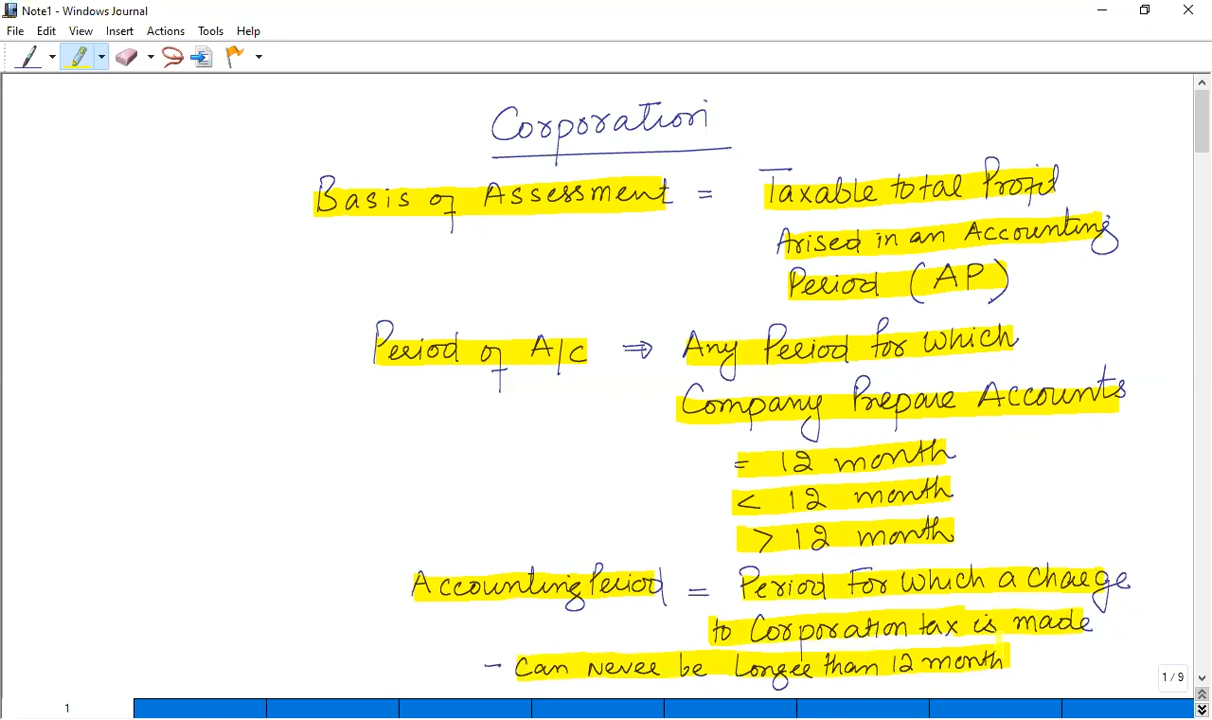 Note1 - Windows Journal
File Edit View Insert Actions Tools Help
Corporation
Basis of Assessment = Taxable total Profit
Arised in an Accounting
Period (AP)
Period of A/C ⇒ Any Period for which
Company Prepare Accounts
= 12 month
< 12 month
> 12 month
Accounting Period = Period For which a charge
to Corporation tax is made
- Can never be Longer than 12 month
1 / 9
1